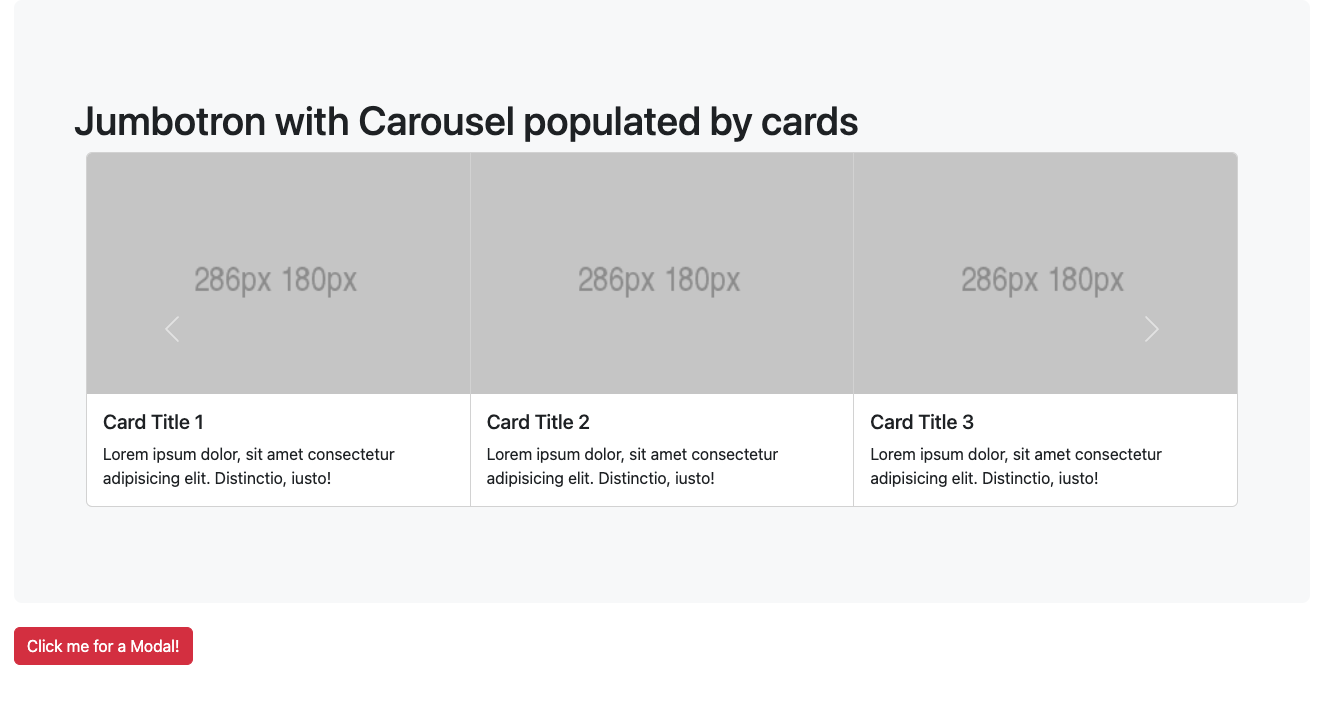 Jumbotron with Carousel populated by cards
286px 180px
286px 180px
286px 180px
Card Title 1
Lorem ipsum dolor, sit amet consectetur
adipisicing elit. Distinctio, iusto!
Card Title 2
Lorem ipsum dolor, sit amet consectetur
adipisicing elit. Distinctio, iusto!
Card Title 3
Lorem ipsum dolor, sit amet consectetur
adipisicing elit. Distinctio, iusto!
Click me for a Modal!